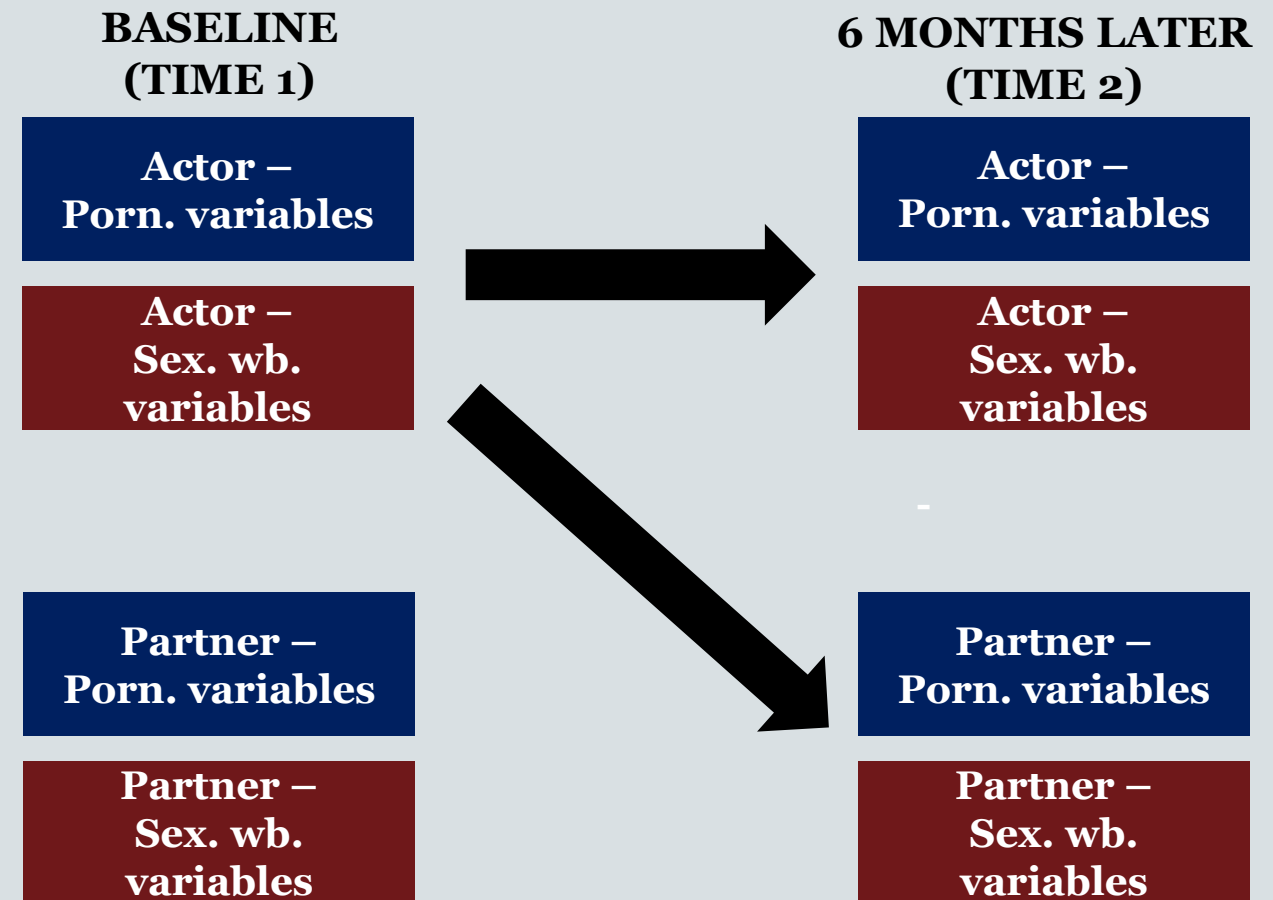 BASELINE
(TIME 1)
6 MONTHS LATER
(TIME 2)
Actor –
Porn. variables
Actor –
Porn. variables
Actor –
Sex. wb.
variables
Actor –
Sex. wb.
variables
-
Partner –
Porn. variables
Partner –
Porn. variables
Partner –
Sex. wb.
variables
Partner –
Sex. wb.
variables